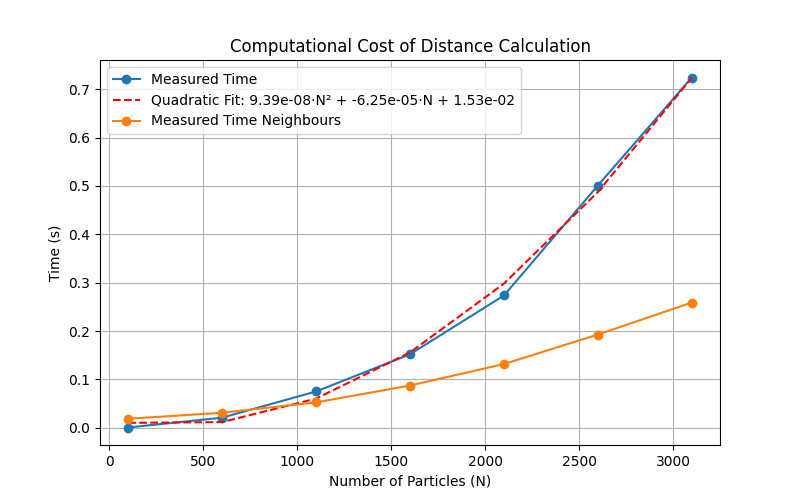 Computational Cost of Distance Calculation
Measured Time
Quadratic Fit: 9.39e-08·N² + -6.25e-05·N + 1.53e-02
Measured Time Neighbours
0.7
0.6
0.5
0.4
0.3
0.2
0.1
0.0
Time (s)
0 500 1000 1500 2000 2500 3000
Number of Particles (N)